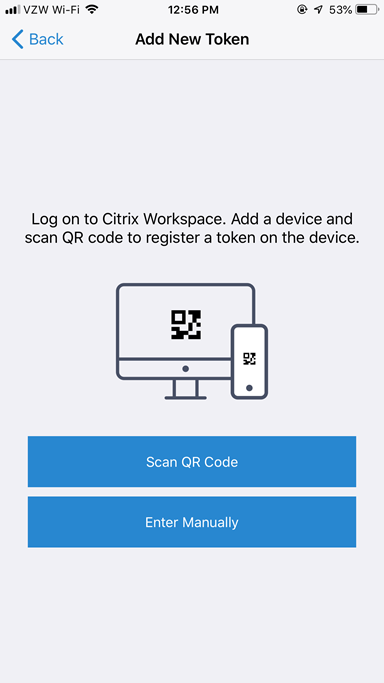 VZW Wi-Fi 12:56 PM 53%
Back Add New Token
Log on to Citrix Workspace. Add a device and
scan QR code to register a token on the device.
Scan QR Code
Enter Manually